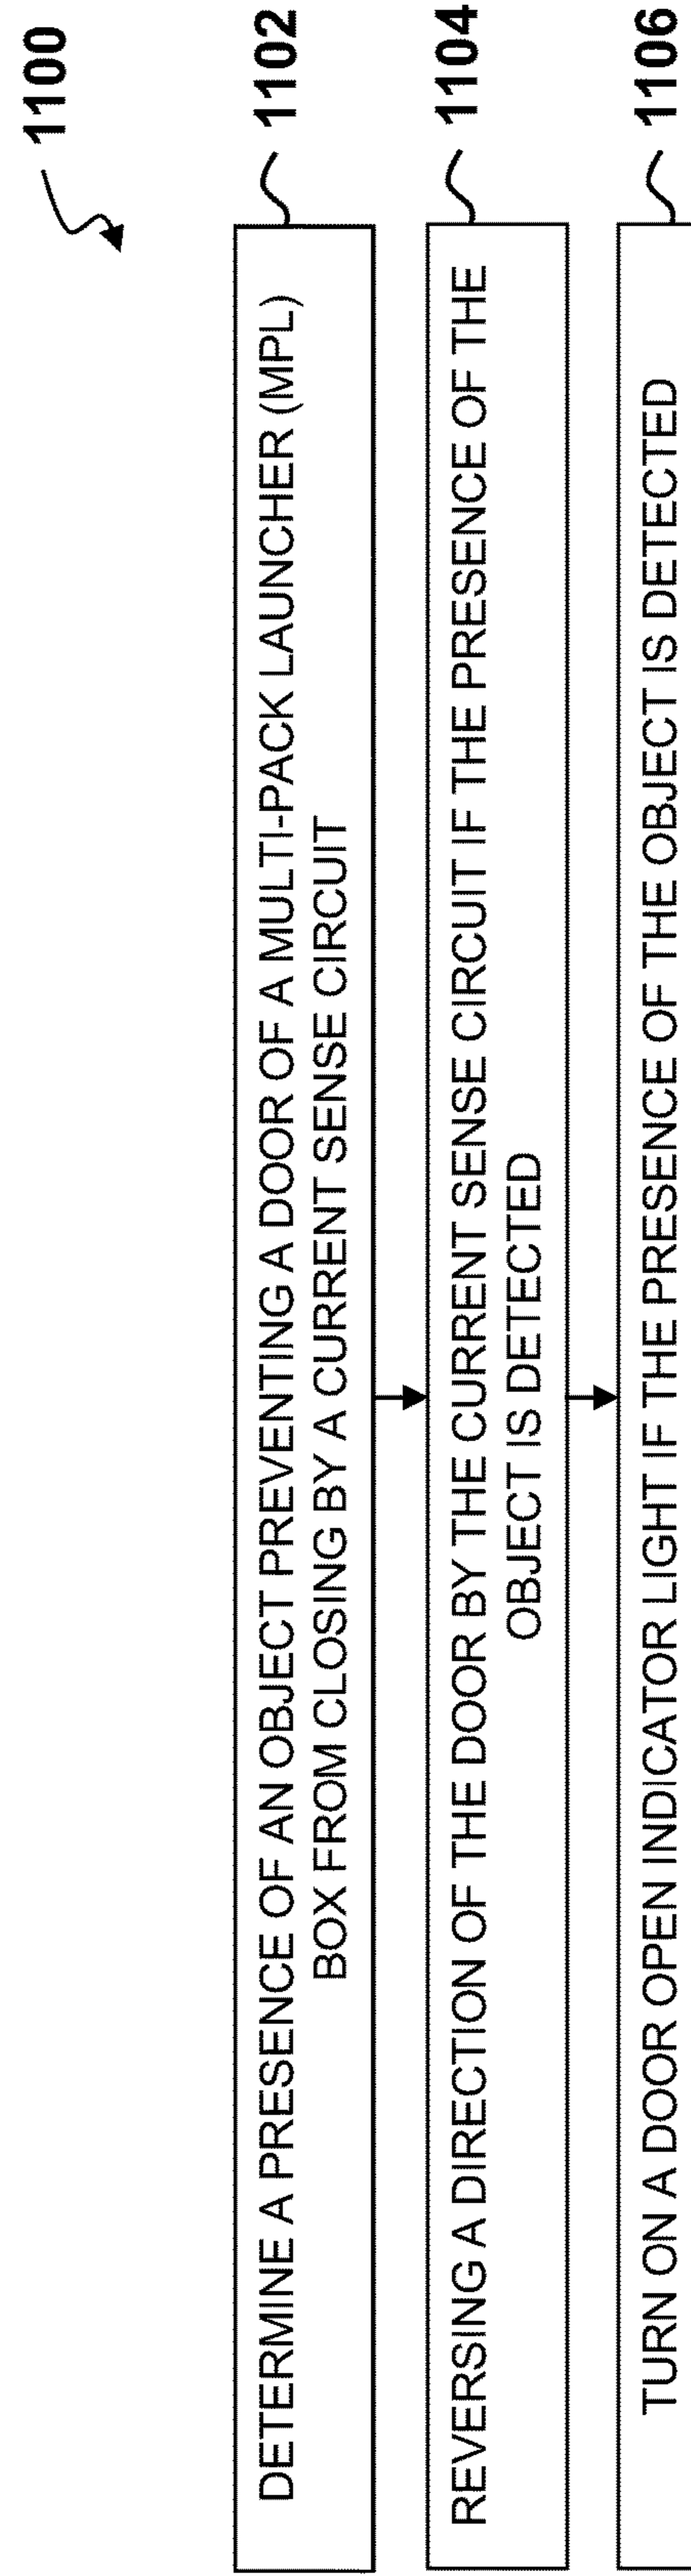 1100
DETERMINE A PRESENCE OF AN OBJECT PREVENTING A DOOR OF A MULTI-PACK LAUNCHER (MPL)
BOX FROM CLOSING BY A CURRENT SENSE CIRCUIT
1102
REVERSING A DIRECTION OF THE DOOR BY THE CURRENT SENSE CIRCUIT IF THE PRESENCE OF THE
OBJECT IS DETECTED
1104
TURN ON A DOOR OPEN INDICATOR LIGHT IF THE PRESENCE OF THE OBJECT IS DETECTED
1106